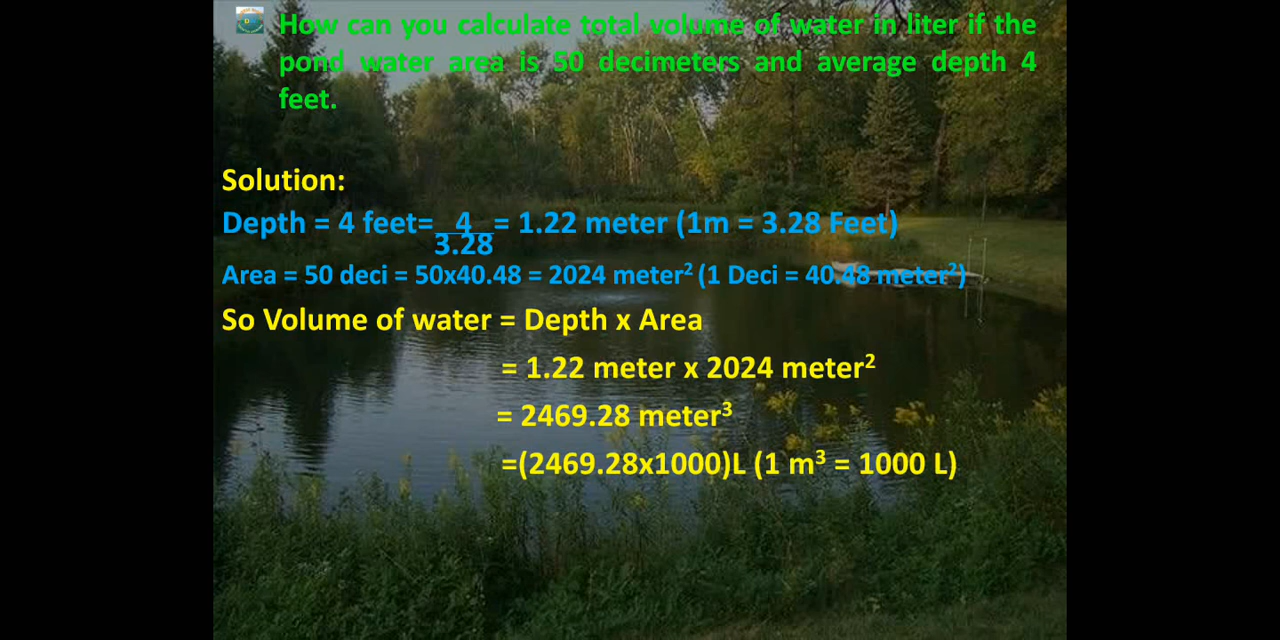 How can you calculate total volume of water in liter if the
pond water area is 50 decimeters and average depth 4
feet.
Solution:
Depth = 4 feet= 4 = 1.22 meter (1m = 3.28 Feet)
3.28
Area = 50 deci = 50x40.48 = 2024 meter² (1 Deci = 40.48 meter²)
So Volume of water = Depth x Area
= 1.22 meter x 2024 meter²
= 2469.28 meter³
=(2469.28x1000)L (1 m³ = 1000 L)